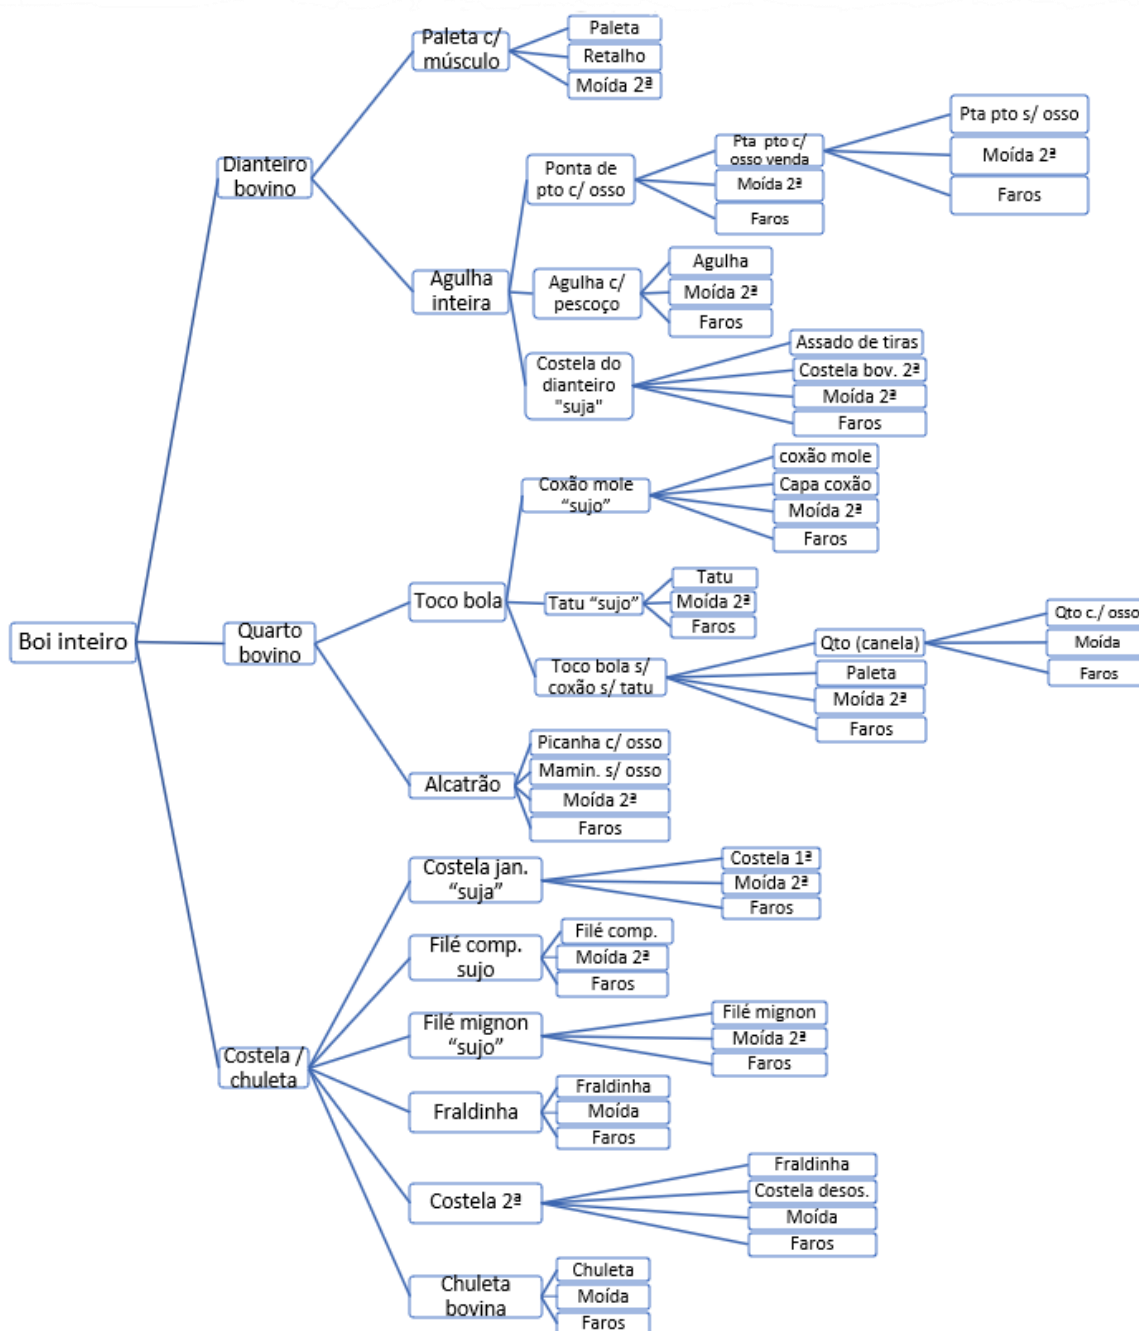 Boi inteiro
Dianteiro
bovino
Paleta c/
músculo
Paleta
Retalho
Moída 2ª
Agulha
inteira
Ponta de
pto c/ osso
Pta pto c/
osso venda
Pta pto s/ osso
Moída 2ª
Faros
Moída 2ª
Faros
Agulha c/
pescoço
Agulha
Moída 2ª
Faros
Costela do
dianteiro
"suja"
Assado de tiras
Costela bov. 2ª
Moída 2ª
Faros
Quarto
bovino
Toco bola
Coxão mole
“sujo”
coxão mole
Capa coxão
Moída 2ª
Faros
Tatu “sujo”
Tatu
Moída 2ª
Faros
Toco bola s/
coxão s/ tatu
Qto (canela)
Qto c./ osso
Moída
Faros
Paleta
Moída 2ª
Faros
Alcatrão
Picanha c/ osso
Mamin. s/ osso
Moída 2ª
Faros
Costela /
chuleta
Costela jan.
“suja”
Costela 1ª
Moída 2ª
Faros
Filé comp.
sujo
Filé comp.
Moída 2ª
Faros
Filé mignon
“sujo”
Filé mignon
Moída 2ª
Faros
Fraldinha
Fraldinha
Moída
Faros
Costela 2ª
Fraldinha
Costela desos.
Moída
Faros
Chuleta
bovina
Chuleta
Moída
Faros